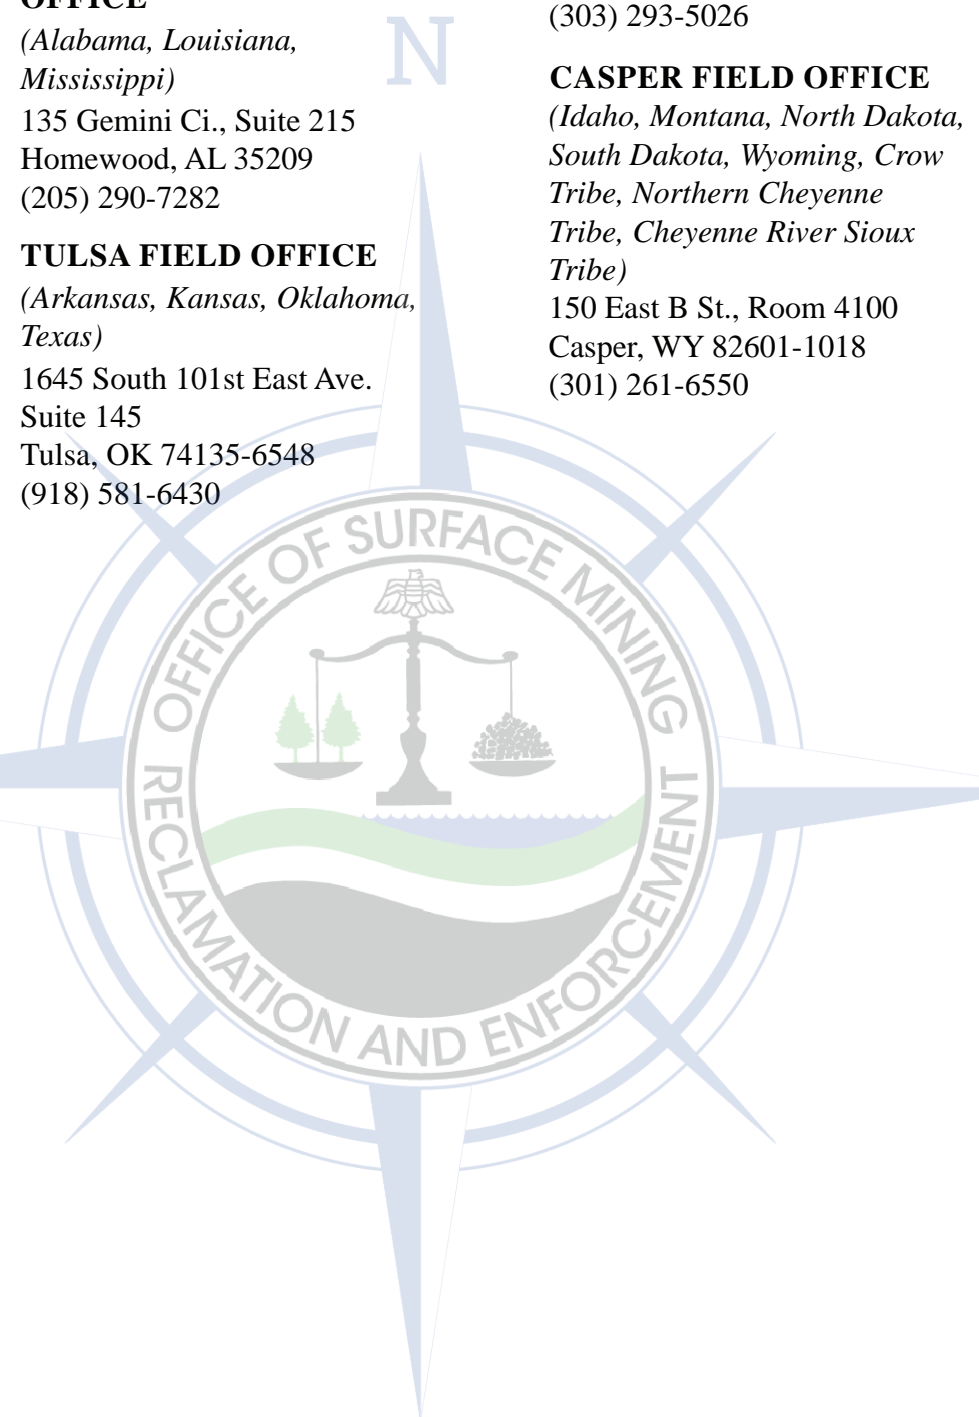 OFFICE
(Alabama, Louisiana,
Mississippi)
135 Gemini Ci., Suite 215
Homewood, AL 35209
(205) 290-7282
TULSA FIELD OFFICE
(Arkansas, Kansas, Oklahoma,
Texas)
1645 South 101st East Ave.
Suite 145
Tulsa, OK 74135-6548
(918) 581-6430
(303) 293-5026
CASPER FIELD OFFICE
(Idaho, Montana, North Dakota,
South Dakota, Wyoming, Crow
Tribe, Northern Cheyenne
Tribe, Cheyenne River Sioux
Tribe)
150 East B St., Room 4100
Casper, WY 82601-1018
(301) 261-6550
N
OFFICE OF SURFACE MINING
RECLAMATION AND ENFORCEMENT